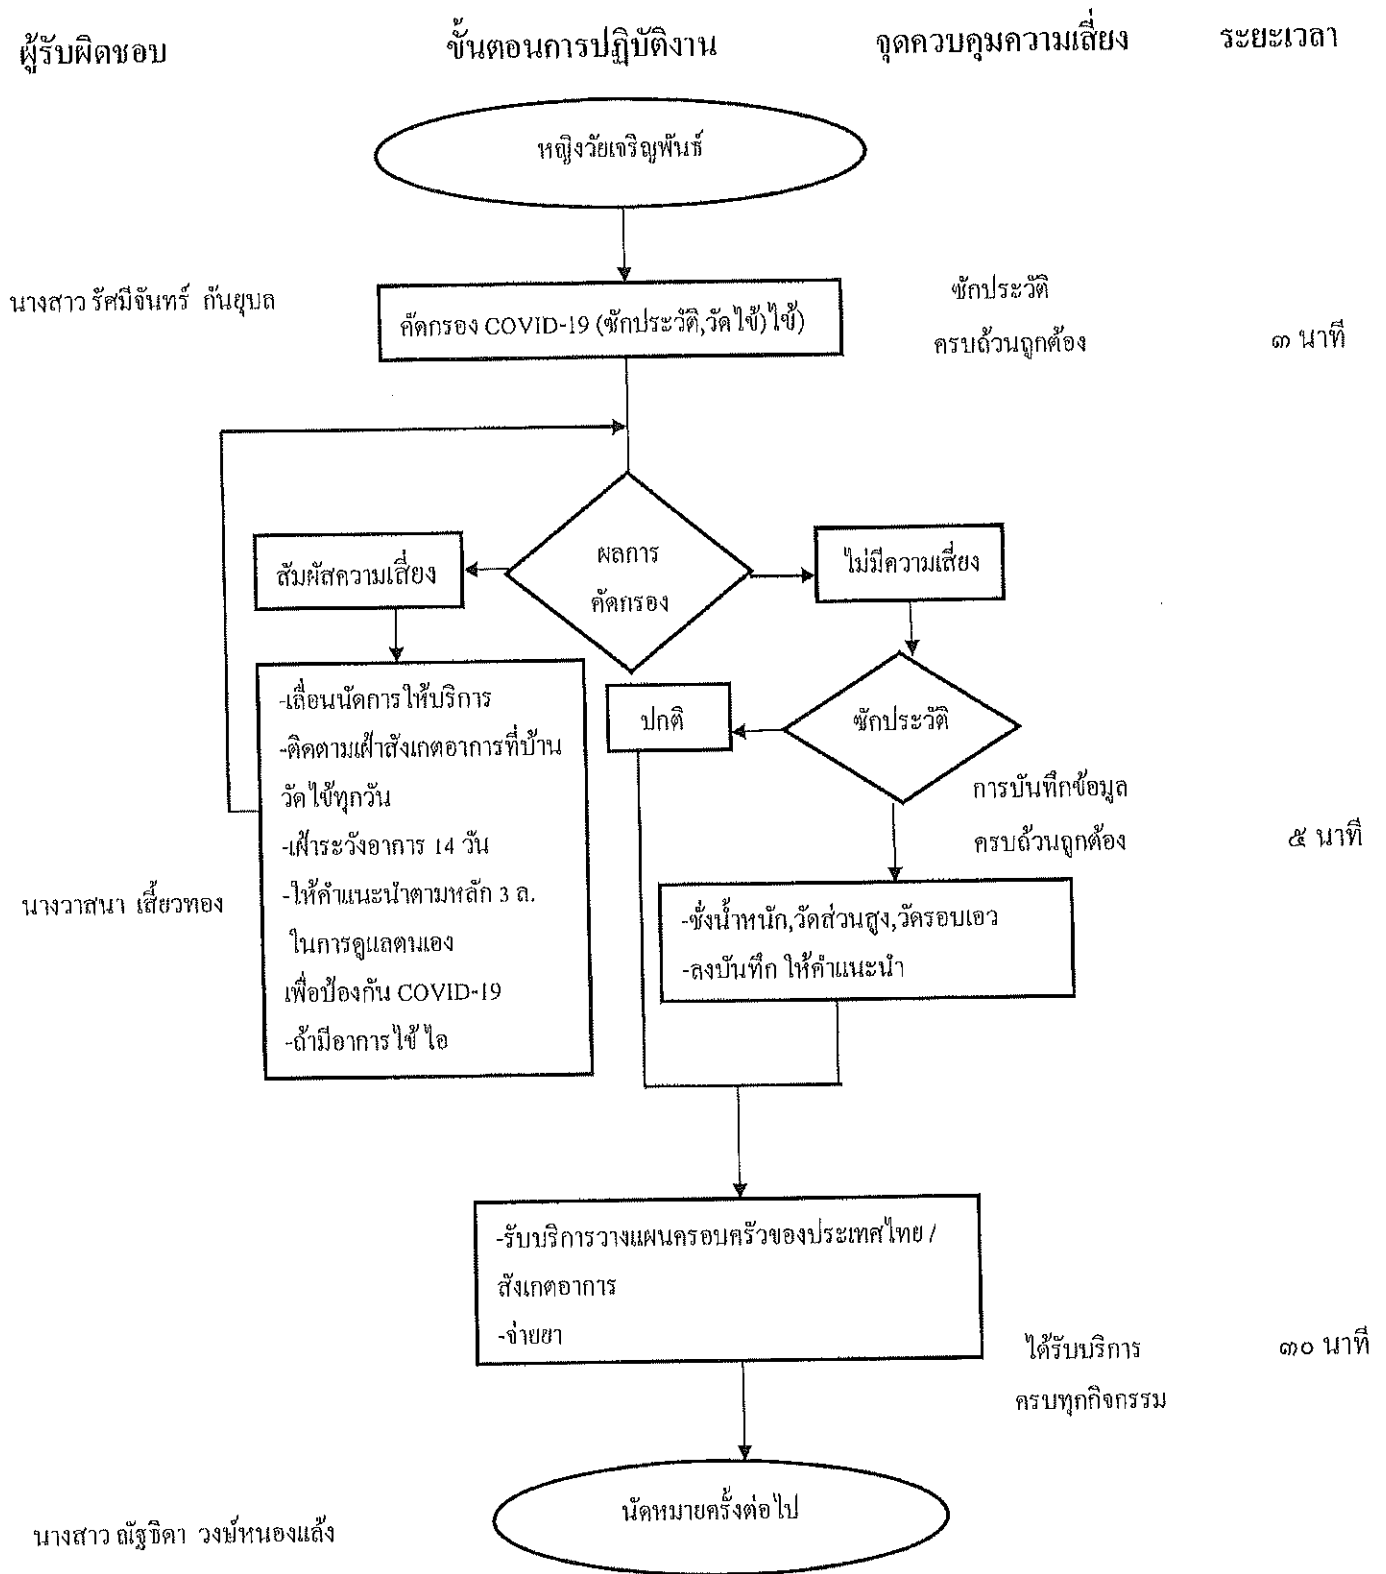 ผู้รับผิดชอบ ขั้นตอนการปฏิบัติงาน จุดควบคุมความเสี่ยง ระยะเวลา
หญิงวัยเจริญพันธ์
นางสาว รัศมีจันทร์ กันยุบล
คัดกรอง COVID-19 (ซักประวัติ,วัดไข้)ไข้)
ซักประวัติ
ครบถ้วนถูกต้อง
๓ นาที
ผลการ
คัดกรอง
สัมผัสความเสี่ยง
ไม่มีความเสี่ยง
-เลื่อนนัดการให้บริการ
-ติดตามเฝ้าสังเกตอาการที่บ้าน
วัดไข้ทุกวัน
-เฝ้าระวังอาการ 14 วัน
-ให้คำแนะนำตามหลัก 3 ล.
ในการดูแลตนเอง
เพื่อป้องกัน COVID-19
-ถ้ามีอาการไข้ ไอ
ปกติ
ซักประวัติ
การบันทึกข้อมูล
ครบถ้วนถูกต้อง
๕ นาที
นางวาสนา เสี้ยวทอง
-ชั่งน้ำหนัก,วัดส่วนสูง,วัดรอบเอว
-ลงบันทึก ให้คำแนะนำ
-รับบริการวางแผนครอบครัวของประเทศไทย /
สังเกตอาการ
-จ่ายยา
ได้รับบริการ
ครบทุกกิจกรรม
๓๐ นาที
นัดหมายครั้งต่อไป
นางสาว ณัฐธิดา วงษ์หนองแล้ง